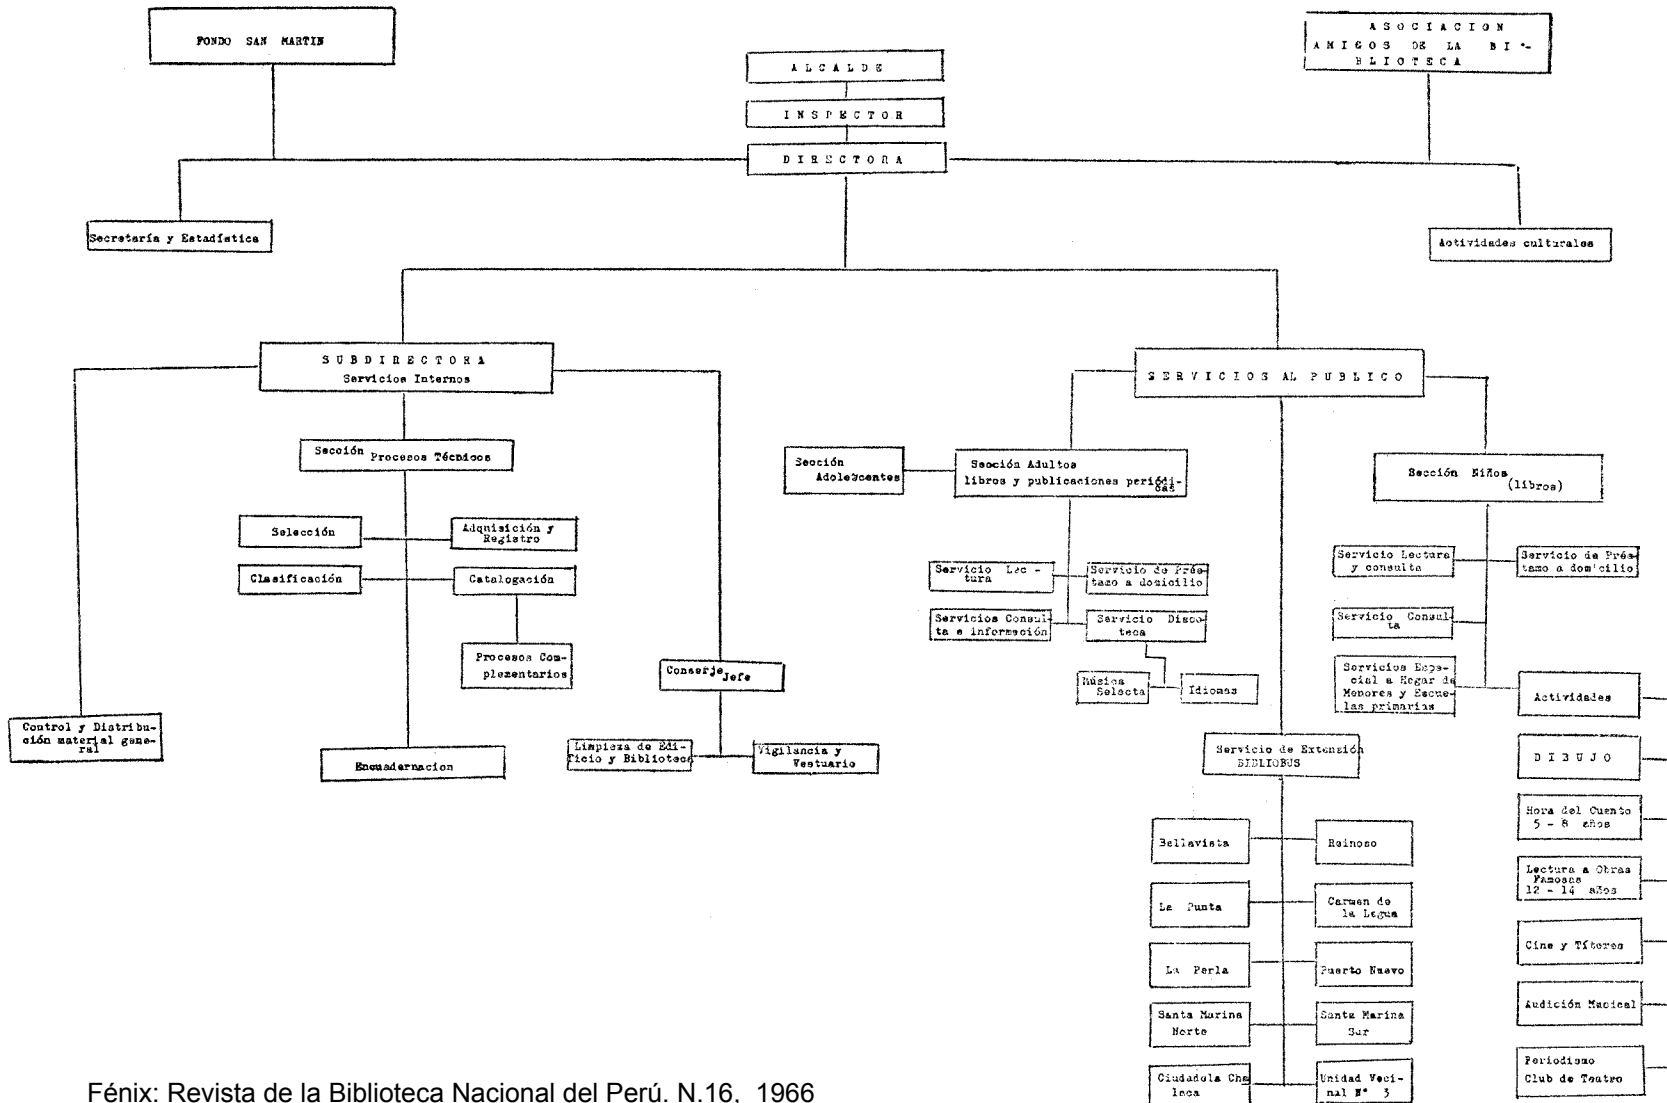 FONDO SAN MARTIN
ASOCIACION
AMIGOS DE LA BI-
BLIOTECA
ALCALDE
INSPECTOR
DIRECTORA
Secretaría y Estadística
Actividades culturales
SUBDIRECTORA
Servicios Internos
SERVICIOS AL PUBLICO
Sección Procesos Técnicos
Sección
Adolescentes
Sección Adultos
libros y publicaciones periódi-
cas
Sección Niños
(libros)
Selección
Adquisición y
Registro
Clasificación
Catalogación
Procesos Com-
plementarios
Conserje Jefe
Control y Distribu-
ción material gene-
ral
Encuadernacion
Limpieza de Edi-
ficio y Biblioteca
Vigilancia y
Vestuario
Servicio Lec -
tura
Servicio de Prés-
tamo a domicilio
Servicios Consul-
ta e información
Servicio Disco-
teca
Música
Selecta
Idiomas
Servicio Lectura
y consulta
Servicio de Prés-
tamo a domicilio
Servicio Consul-
ta
Servicios Espe-
cial a Hogar de
Menores y Escue-
las primarias
Actividades
DIBUJO
Hora del Cuento
5 - 8 años
Lectura a Obras
Famosas
12 - 14 años
Cine y Títeres
Audición Musical
Periodismo
Club de Teatro
Servicio de Extensión
BIBLIOBUS
Bellavista
Reinoso
La Punta
Carmen de
la Legua
La Perla
Puerto Nuevo
Santa Marina
Norte
Santa Marina
Sur
Ciudadela Cha
laca
Unidad Veci-
nal N° 3
Fénix: Revista de la Biblioteca Nacional del Perú. N.16, 1966